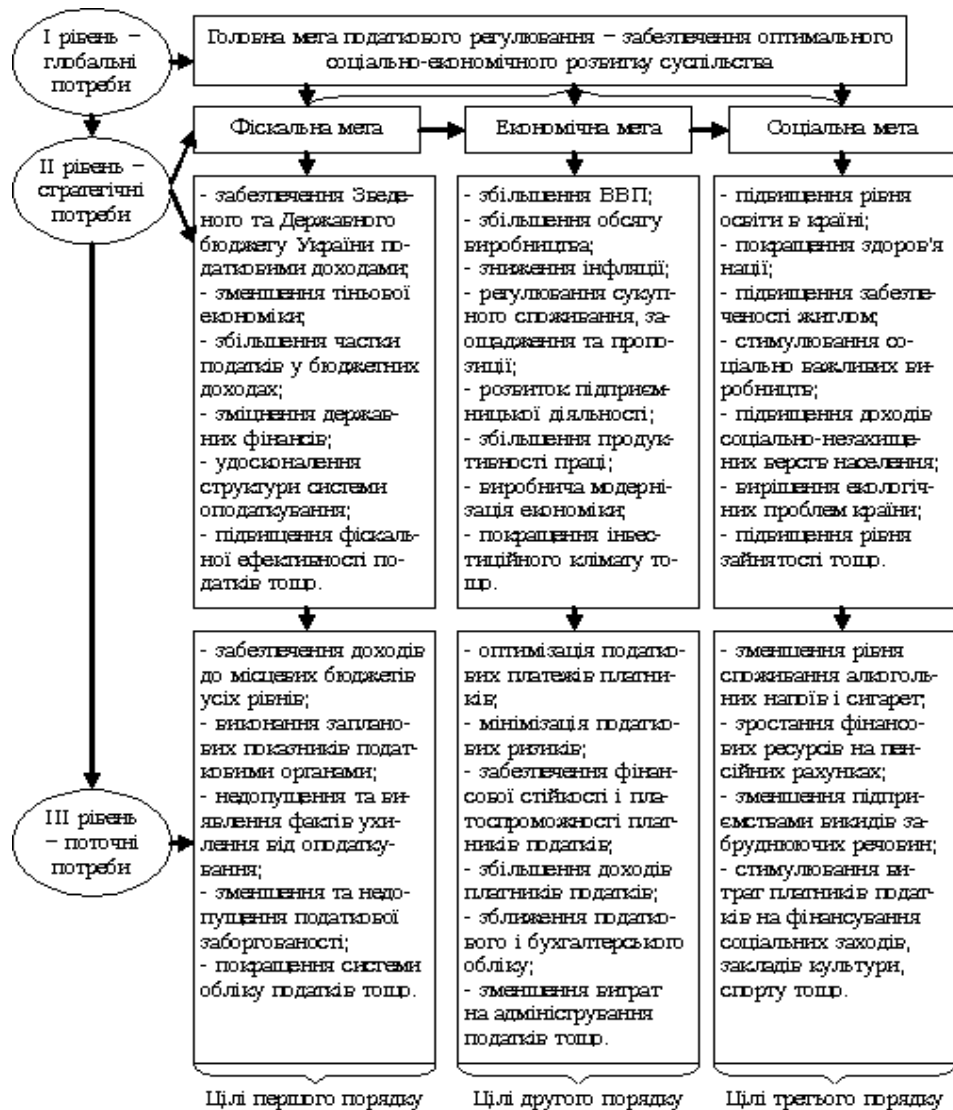 І рівень –
глобальні
потреби
Головна мета податкового регулювання – забезпечення оптимального
соціально-економічного розвитку суспільства
ІІ рівень –
стратегічні
потреби
Фіскальна мета
Економічна мета
Соціальна мета
- забезпечення Зведе-
ного та Державного
бюджету України по-
датковими доходами;
- зменшення тіньової
економіки;
- збільшення частки
податків у бюджетних
доходах;
- зміцнення держав-
них фінансів;
- удосконалення
структури системи
оподаткування;
- підвищення фіскаль-
ної ефективності по-
датків тощо.
- збільшення ВВП;
- збільшення обсягу
виробництва;
- зниження інфляції;
- регулювання сукуп-
ного споживання, за-
ощадження та пропо-
зиції;
- розвиток підприєм-
ницької діяльності;
- збільшення продук-
тивності праці;
- виробнича модерні-
зація економіки;
- покращення інвес-
тиційного клімату то-
що.
- підвищення рівня
освіти в країні;
- покращення здоров'я
нації;
- підвищення забезпе-
ченості житлом;
- стимулювання со-
ціально важливих ви-
робництв;
- підвищення доходів
соціально-незахище-
них верств населення;
- вирішення екологіч-
них проблем країни;
- підвищення рівня
зайнятості тощо.
ІІІ рівень
– поточні
потреби
- забезпечення доходів
до місцевих бюджетів
усіх рівнів;
- виконання заплано-
вих показників подат-
ковими органами;
- недопущення та ви-
явлення фактів ухи-
лення від оподатку-
вання;
- зменшення та недо-
пущення податкової
заборгованості;
- покращення системи
обліку податків тощо.
- оптимізація податко-
вих платежів платни-
ків;
- мінімізація податко-
вих ризиків;
- забезпечення фінан-
сової стійкості і пла-
тоспроможності плат-
ників податків;
- збільшення доходів
платників податків;
- зближення податко-
вого і бухгалтерського
обліку;
- зменшення витрат
на адміністрування
податків тощо.
- зменшення рівня
споживання алкоголь-
них напоїв і сигарет;
- зростання фінансо-
вих ресурсів на пен-
сійних рахунках;
- зменшення підпри-
ємствами викидів за-
бруднюючих речовин;
- стимулювання ви-
трат платників подат-
ків на фінансування
соціальних заходів,
закладів культури,
спорту тощо.
Цілі першого порядку
Цілі другого порядку
Цілі третього порядку